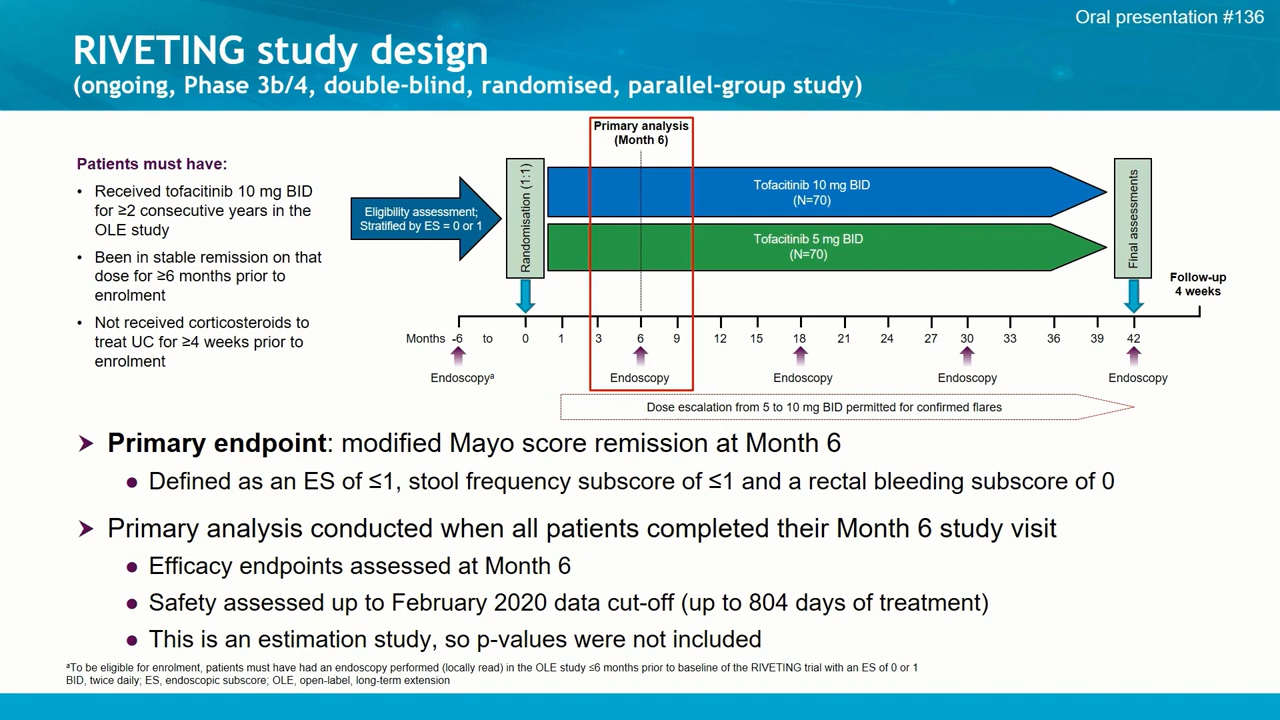 Oral presentation #136
RIVETING study design
(ongoing, Phase 3b/4, double-blind, randomised, parallel-group study)
Patients must have:
• Received tofacitinib 10 mg BID
for ≥2 consecutive years in the
OLE study
• Been in stable remission on that
dose for ≥6 months prior to
enrolment
• Not received corticosteroids to
treat UC for ≥4 weeks prior to
enrolment
Eligibility assessment;
Stratified by ES = 0 or 1
Randomisation (1:1)
Primary analysis
(Month 6)
Tofacitinib 10 mg BID
(N=70)
Tofacitinib 5 mg BID
(N=70)
Final assessments
Follow-up
4 weeks
Months -6 to 0 1 3 6 9 12 15 18 21 24 27 30 33 36 39 42
Endoscopyª Endoscopy Endoscopy Endoscopy Endoscopy
Dose escalation from 5 to 10 mg BID permitted for confirmed flares
➤ Primary endpoint: modified Mayo score remission at Month 6
● Defined as an ES of ≤1, stool frequency subscore of ≤1 and a rectal bleeding subscore of 0
➤ Primary analysis conducted when all patients completed their Month 6 study visit
● Efficacy endpoints assessed at Month 6
● Safety assessed up to February 2020 data cut-off (up to 804 days of treatment)
● This is an estimation study, so p-values were not included
ªTo be eligible for enrolment, patients must have had an endoscopy performed (locally read) in the OLE study ≤6 months prior to baseline of the RIVETING trial with an ES of 0 or 1
BID, twice daily; ES, endoscopic subscore; OLE, open-label, long-term extension